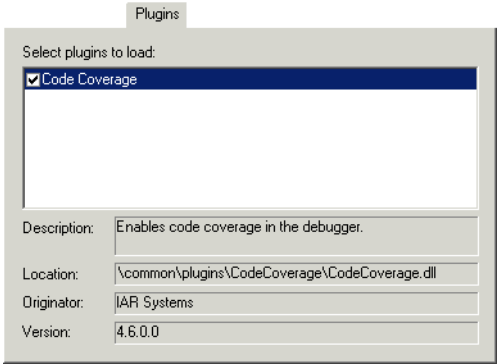 Plugins
Select plugins to load:
Code Coverage
Description: Enables code coverage in the debugger.
Location: \common\plugins\CodeCoverage\CodeCoverage.dll
Originator: IAR Systems
Version: 4.6.0.0